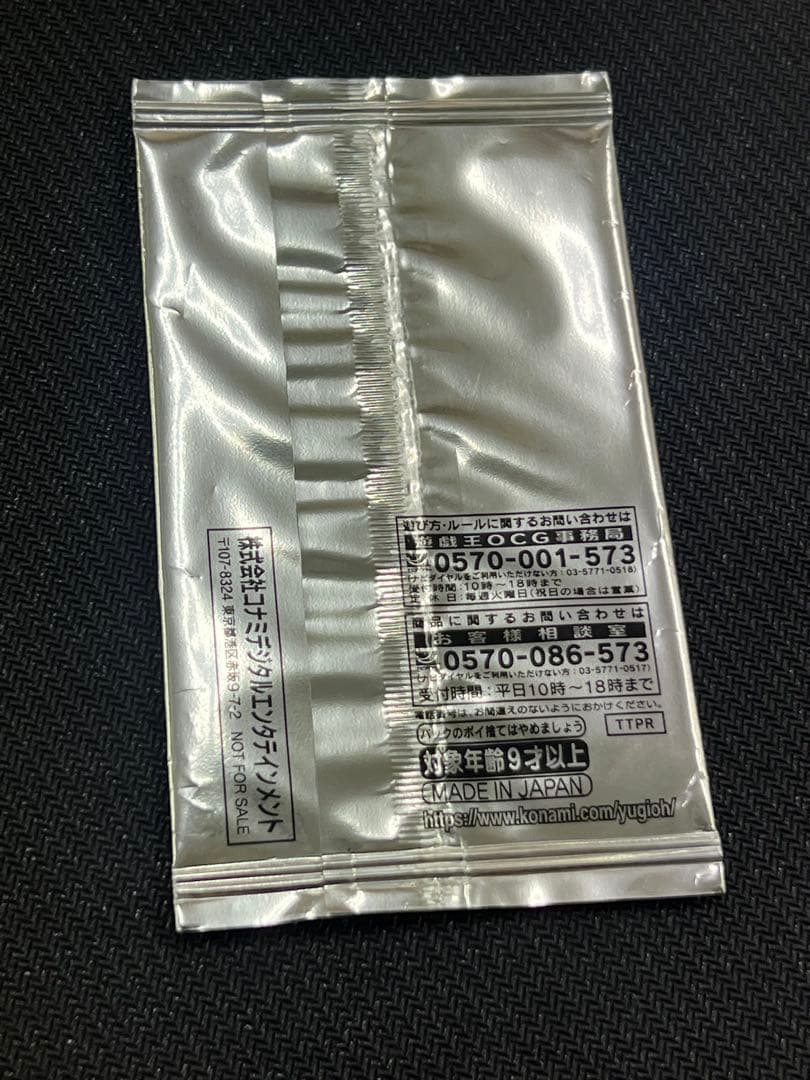 遊び方・ルールに関するお問い合わせは
遊戯王OCG事務局
0570-001-573
(ナビダイヤルをご利用いただけない方：03-5771-0518)
受付時間：10時～18時まで
定休日：毎週火曜日(祝日の場合は営業)
商品に関するお問い合わせは
お客様相談室
0570-086-573
(ナビダイヤルをご利用いただけない方：03-5771-0517)
受付時間：平日10時～18時まで
電話番号は、お間違えのないようにおかけください。
パックのポイ捨てはやめましょう
TTPR
対象年齢9才以上
MADE IN JAPAN
https://www.konami.com/yugioh/
株式会社コナミデジタルエンタテインメント
〒107-8324 東京都港区赤坂9-7-2 NOT FOR SALE